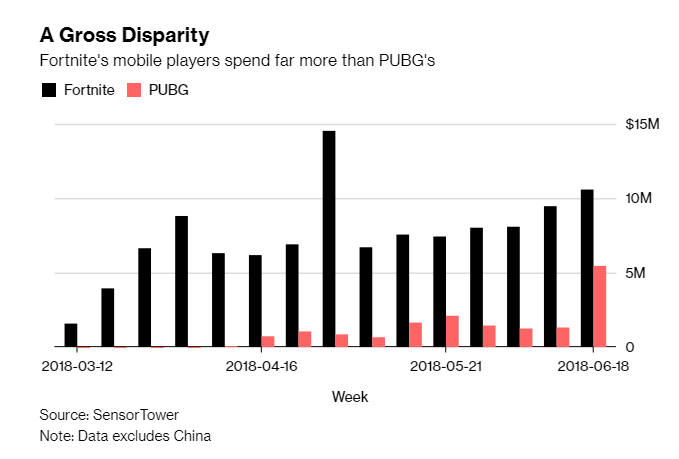 A Gross Disparity
Fortnite's mobile players spend far more than PUBG's
Fortnite PUBG
$15M
10M
5M
0
2018-03-12 2018-04-16 2018-05-21 2018-06-18
Week
Source: SensorTower
Note: Data excludes China